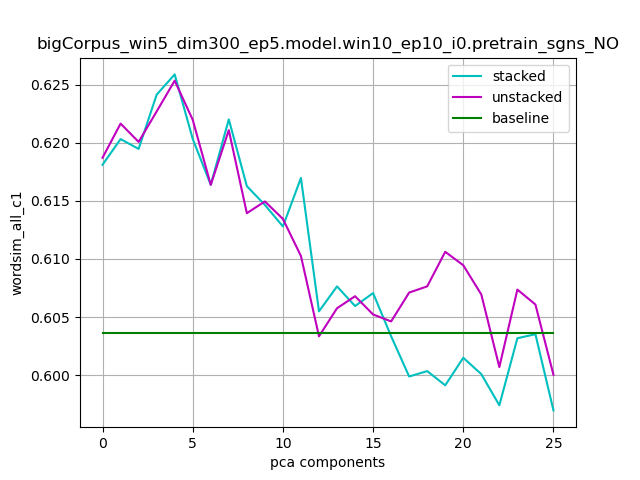 bigCorpus_win5_dim300_ep5.model.win10_ep10_i0.pretrain_sgns_NO
stacked
unstacked
baseline
0.625
0.620
0.615
0.610
0.605
0.600
wordsim_all_c1
0 5 10 15 20 25
pca components